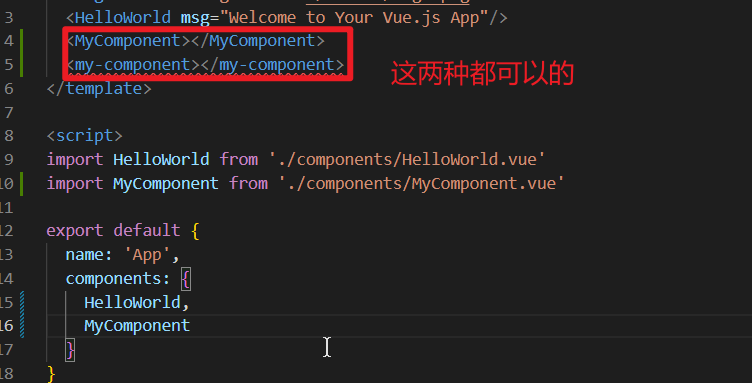 3 <HelloWorld msg="Welcome to Your Vue.js App"/>
4 <MyComponent></MyComponent>
5 <my-component></my-component>
这两种都可以的
6 </template>
7
8 <script>
9 import HelloWorld from './components/HelloWorld.vue'
10 import MyComponent from './components/MyComponent.vue'
11
12 export default {
13 name: 'App',
14 components: {
15 HelloWorld,
16 MyComponent
17 }
18 }